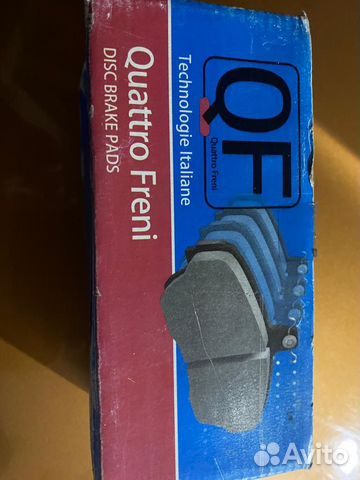 QF
Quattro Freni
Technologie Italiane
Quattro Freni
DISC BRAKE PADS
Avito